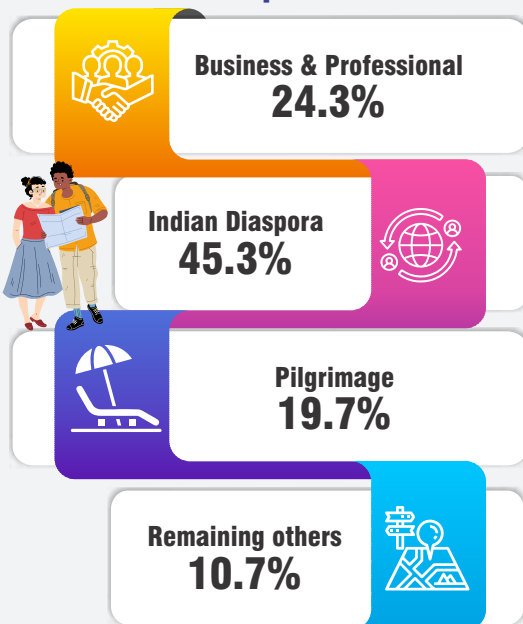 Business & Professional
24.3%
Indian Diaspora
45.3%
Pilgrimage
19.7%
Remaining others
10.7%